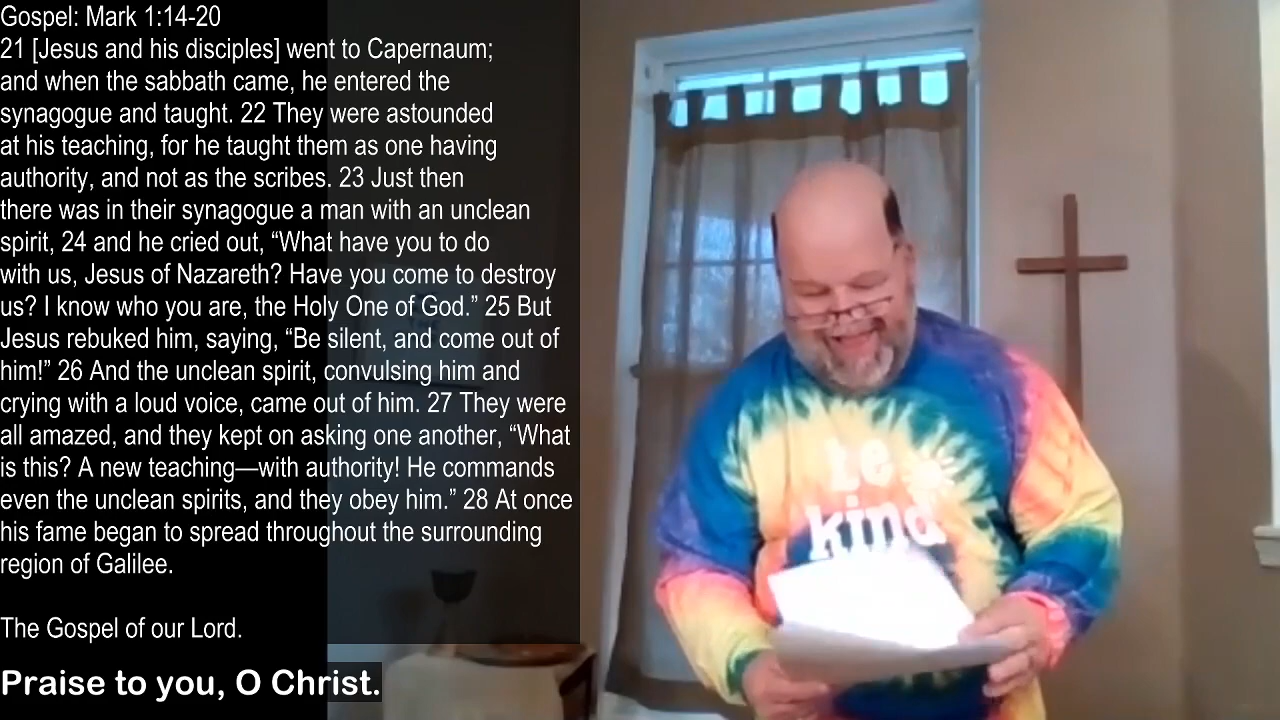 Gospel: Mark 1:14-20
21 [Jesus and his disciples] went to Capernaum;
and when the sabbath came, he entered the
synagogue and taught. 22 They were astounded
at his teaching, for he taught them as one having
authority, and not as the scribes. 23 Just then
there was in their synagogue a man with an unclean
spirit, 24 and he cried out, “What have you to do
with us, Jesus of Nazareth? Have you come to destroy
us? I know who you are, the Holy One of God.” 25 But
Jesus rebuked him, saying, “Be silent, and come out of
him!” 26 And the unclean spirit, convulsing him and
crying with a loud voice, came out of him. 27 They were
all amazed, and they kept on asking one another, “What
is this? A new teaching—with authority! He commands
even the unclean spirits, and they obey him.” 28 At once
his fame began to spread throughout the surrounding
region of Galilee.
The Gospel of our Lord.
Praise to you, O Christ.
be
kind